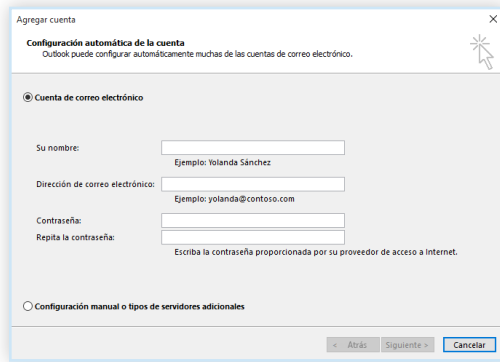 Agregar cuenta
Configuración automática de la cuenta
Outlook puede configurar automáticamente muchas de las cuentas de correo electrónico.
Cuenta de correo electrónico
Su nombre:
Ejemplo: Yolanda Sánchez
Dirección de correo electrónico:
Ejemplo: yolanda@contoso.com
Contraseña:
Repita la contraseña:
Escriba la contraseña proporcionada por su proveedor de acceso a Internet.
Configuración manual o tipos de servidores adicionales
< Atrás Siguiente > Cancelar